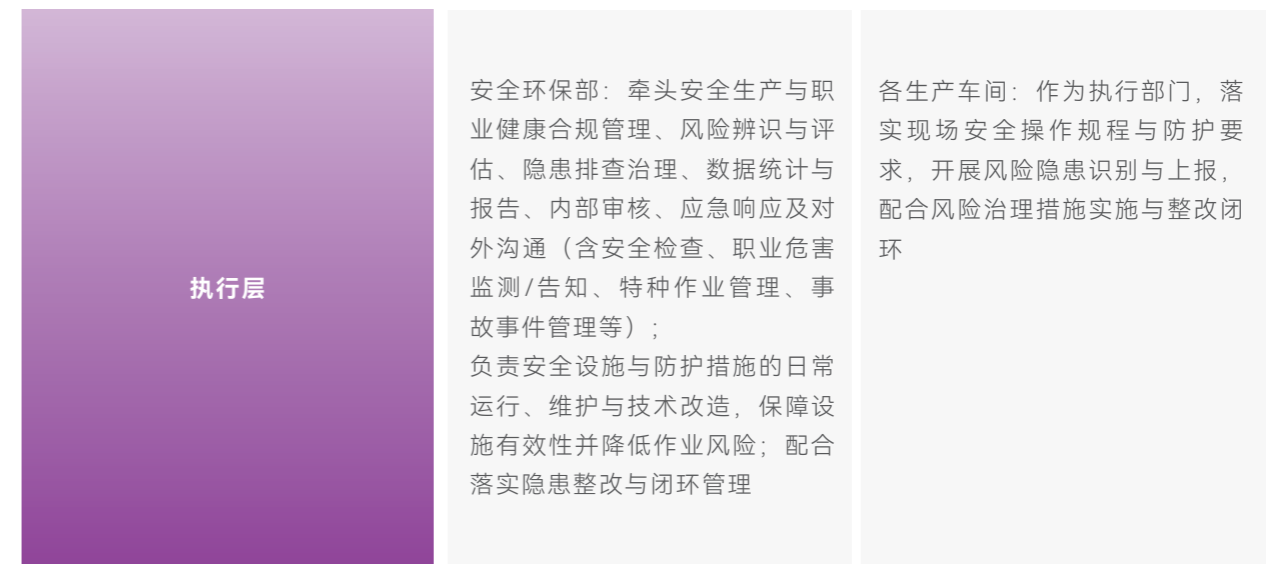 执行层
安全环保部：牵头安全生产与职
业健康合规管理、风险辨识与评
估、隐患排查治理、数据统计与
报告、内部审核、应急响应及对
外沟通（含安全检查、职业危害
监测/告知、特种作业管理、事
故事件管理等）；
负责安全设施与防护措施的日常
运行、维护与技术改造，保障设
施有效性并降低作业风险；配合
落实隐患整改与闭环管理
各生产车间：作为执行部门，落
实现场安全操作规程与防护要
求，开展风险隐患识别与上报，
配合风险治理措施实施与整改闭
环